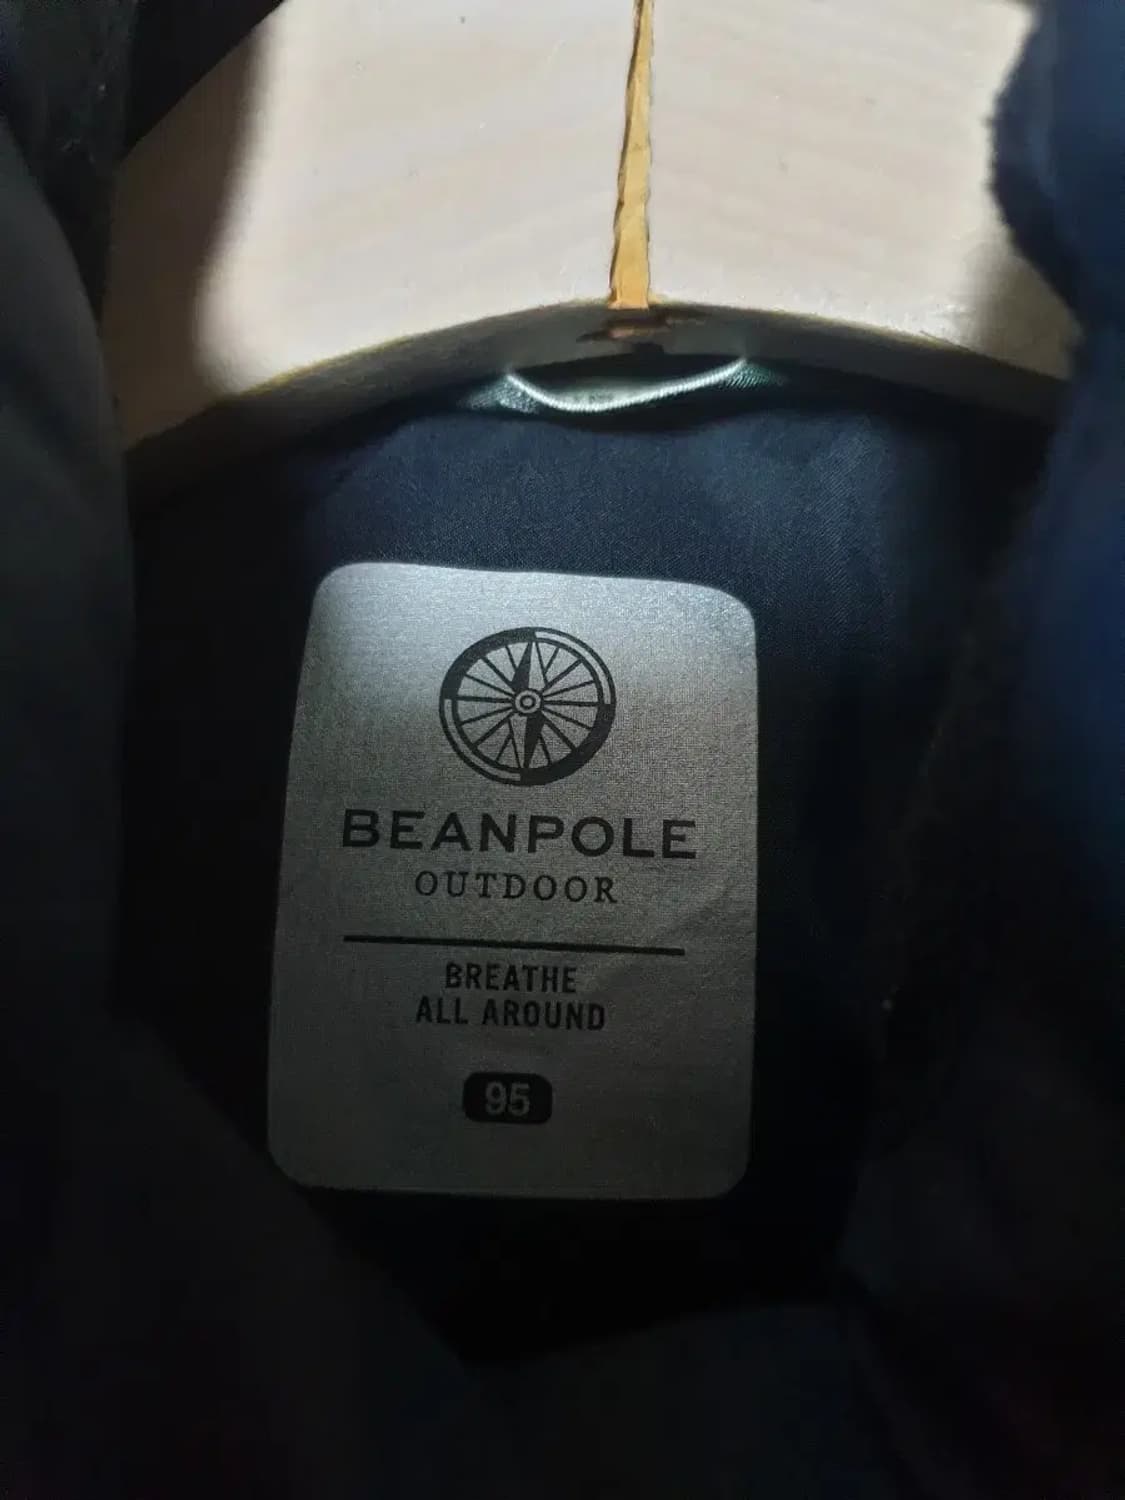 BEANPOLE
OUTDOOR
BREATHE
ALL AROUND
95